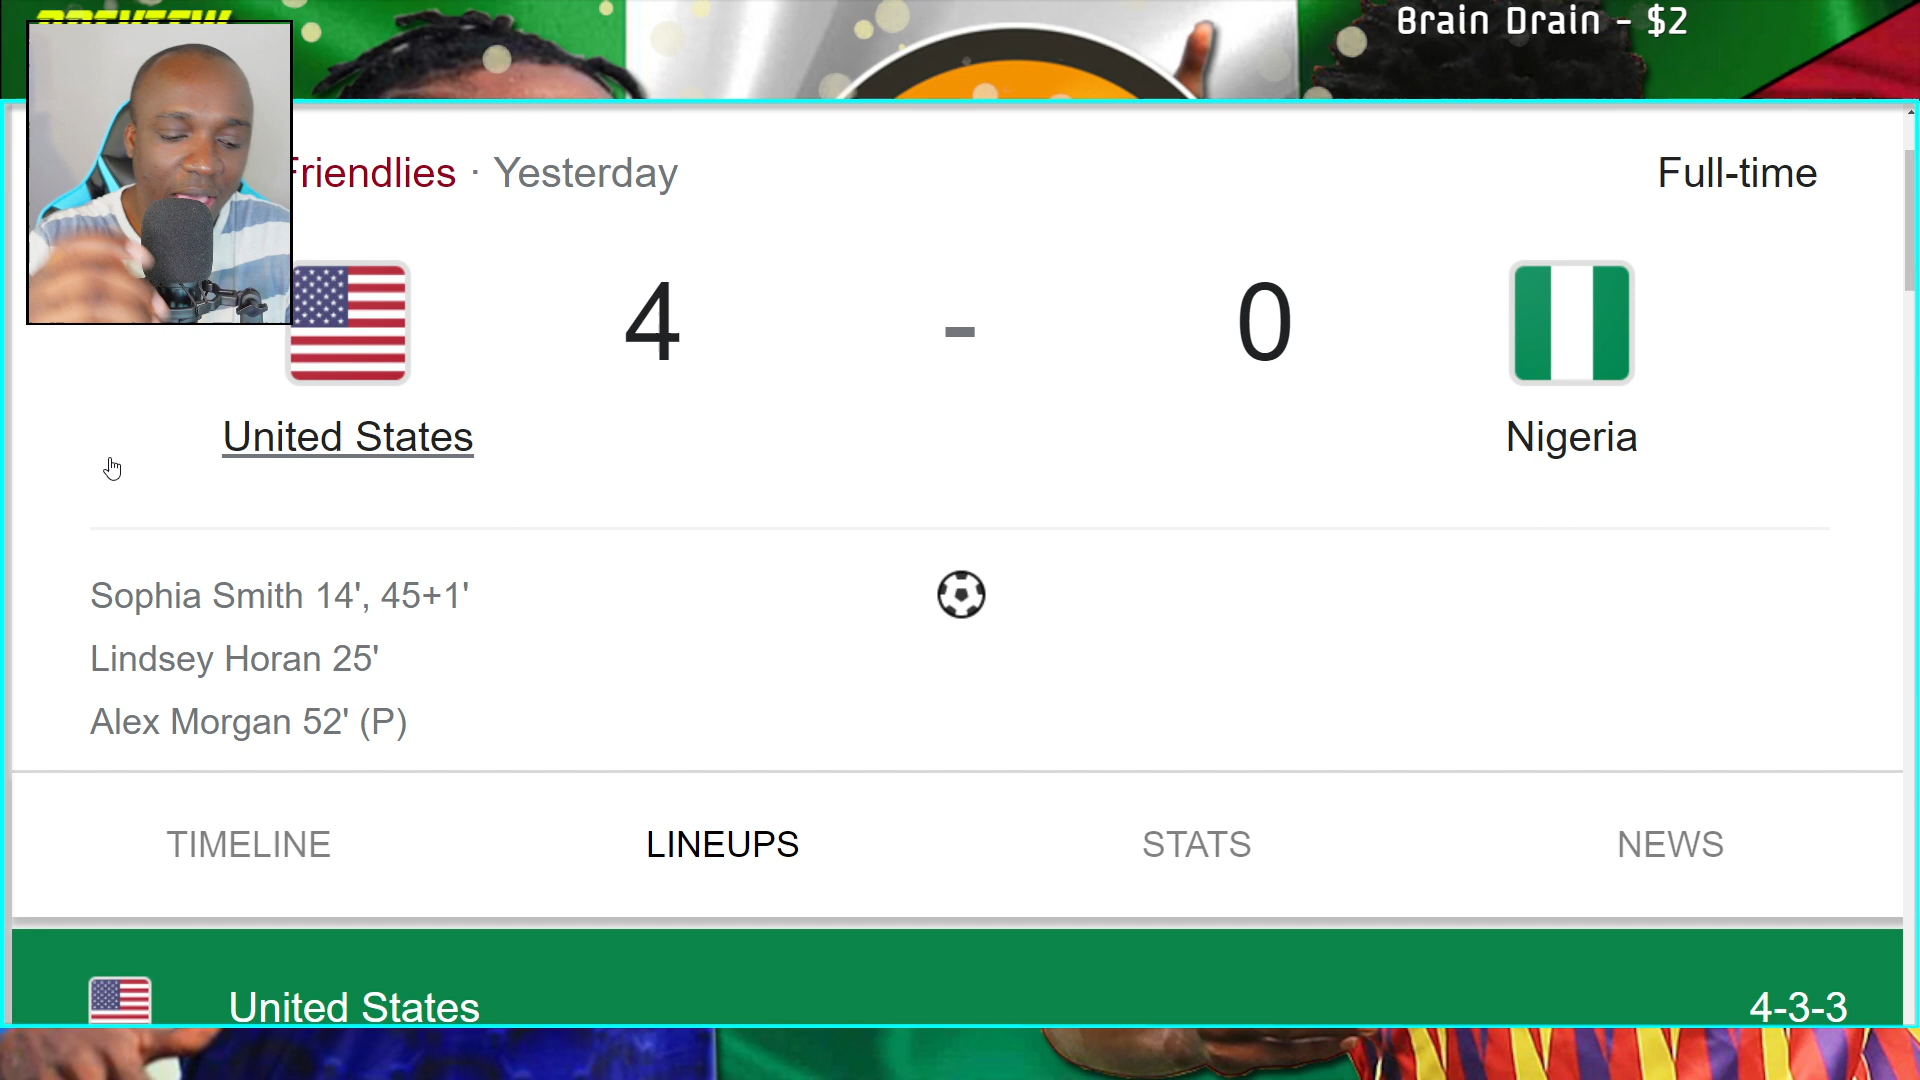 Brain Drain - $2
Friendlies · Yesterday
Full-time
4 - 0
United States
Nigeria
Sophia Smith 14', 45+1'
Lindsey Horan 25'
Alex Morgan 52' (P)
TIMELINE
LINEUPS
STATS
NEWS
United States
4-3-3